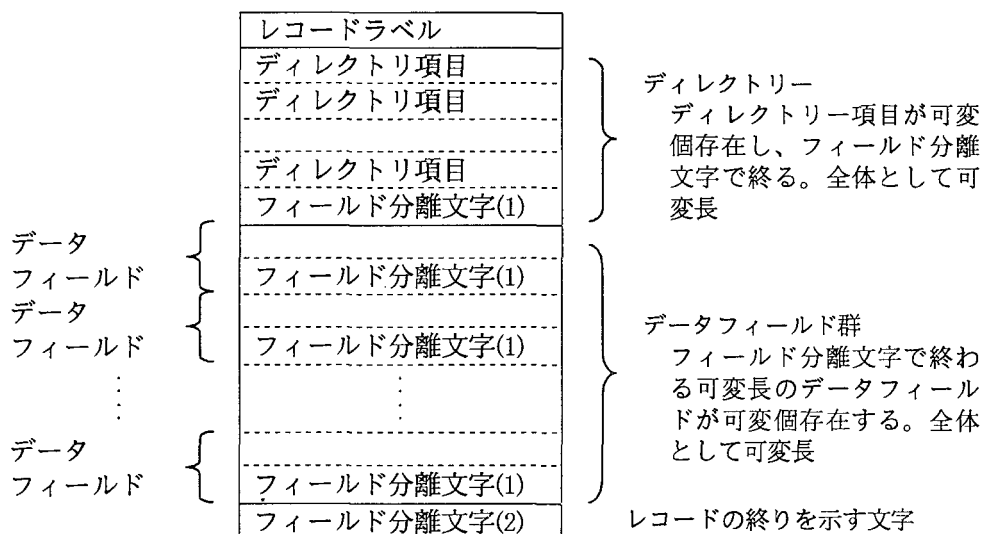 レコードラベル
ディレクトリ項目
ディレクトリ項目
ディレクトリ項目
フィールド分離文字(1)
ディレクトリー
ディレクトリー項目が可変
個存在し、フィールド分離
文字で終る。全体として可
変長
データ
フィールド
フィールド分離文字(1)
データ
フィールド
フィールド分離文字(1)
データ
フィールド
フィールド分離文字(1)
データフィールド群
フィールド分離文字で終わ
る可変長のデータフィール
ドが可変個存在する。全体
として可変長
フィールド分離文字(2)
レコードの終りを示す文字